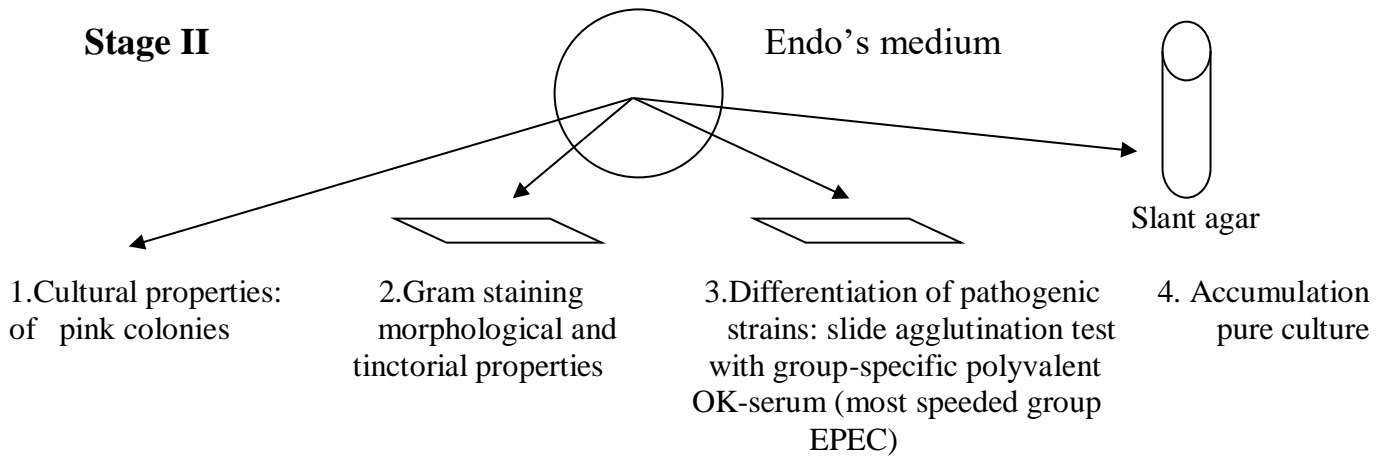 Stage II
Endo’s medium
Slant agar
1.Cultural properties:
of pink colonies
2.Gram staining
morphological and
tinctorial properties
3.Differentiation of pathogenic
strains: slide agglutination test
with group-specific polyvalent
OK-serum (most speeded group
EPEC)
4. Accumulation
pure culture